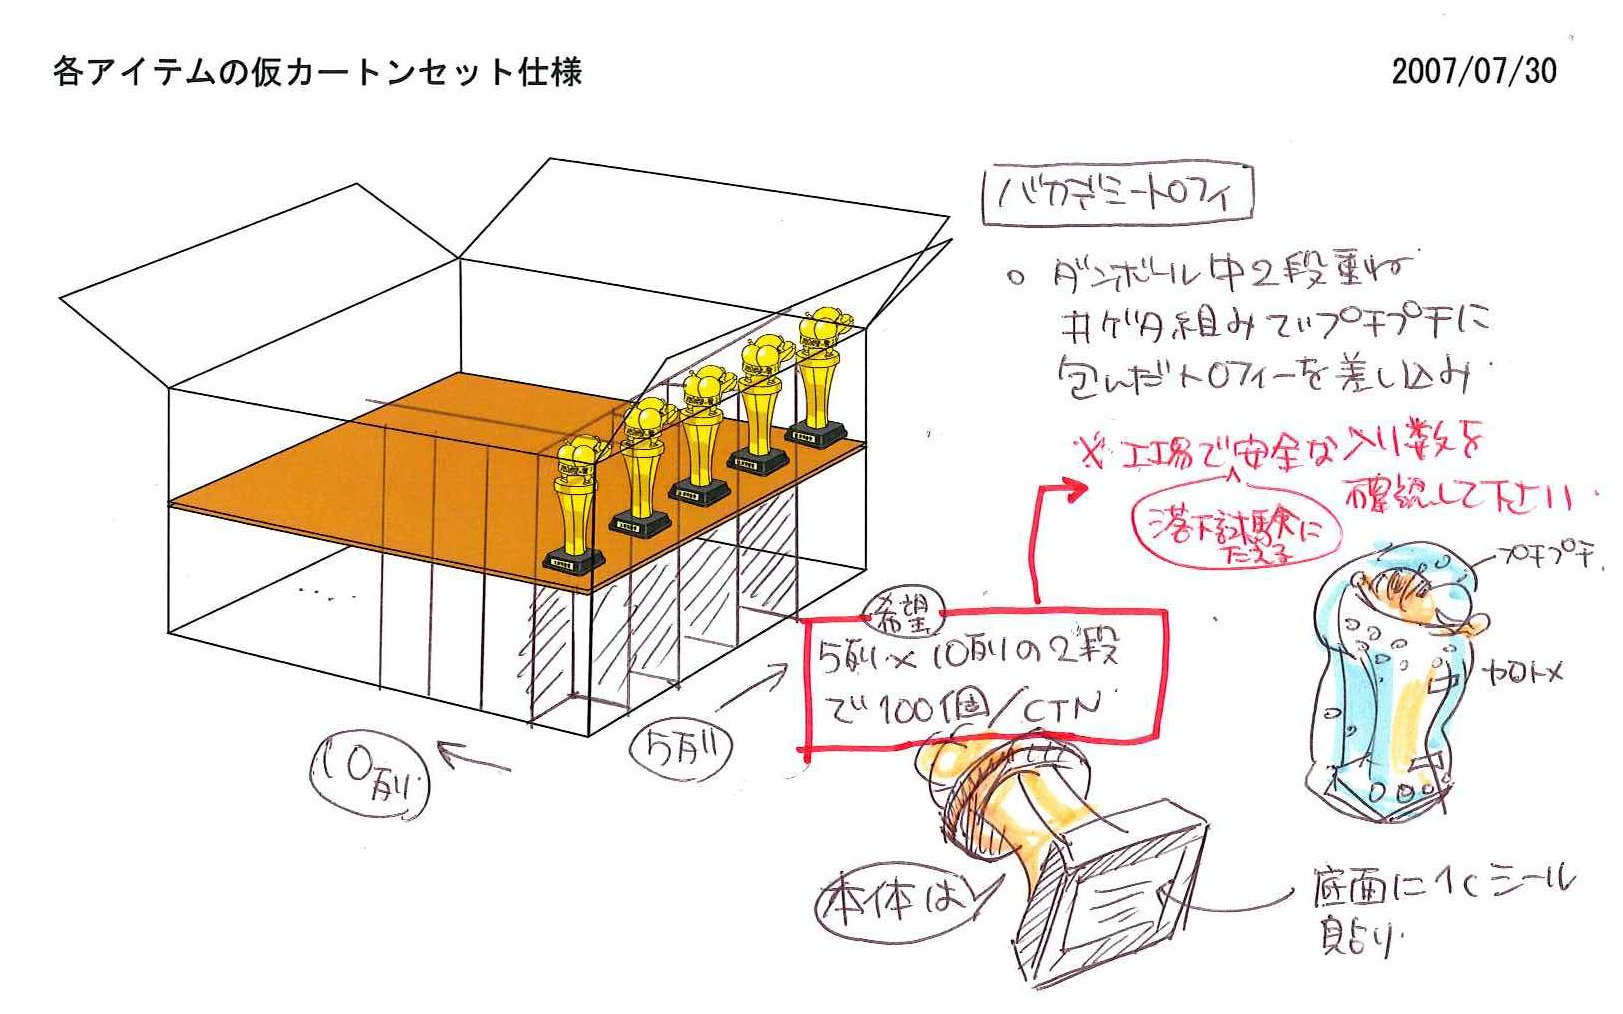 各アイテムの仮カートンセット仕様
2007/07/30
バカデミートロフィ
○ ダンボール中2段重ね
井ゲタ組みでプチプチに
包んだトロフィーを差し込み
※工場で安全な入り数を
確認して下さい
落下試験に
たえる
プチプチ
セロトメ
希望
5列×10列の2段
で100個/CTN
5列
10列
本体は
底面に1cシール
貼り